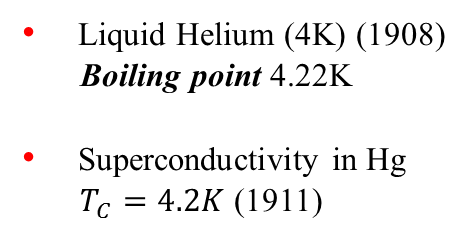 • Liquid Helium (4K) (1908)
Boiling point 4.22K
• Superconductivity in Hg
T_C = 4.2K (1911)